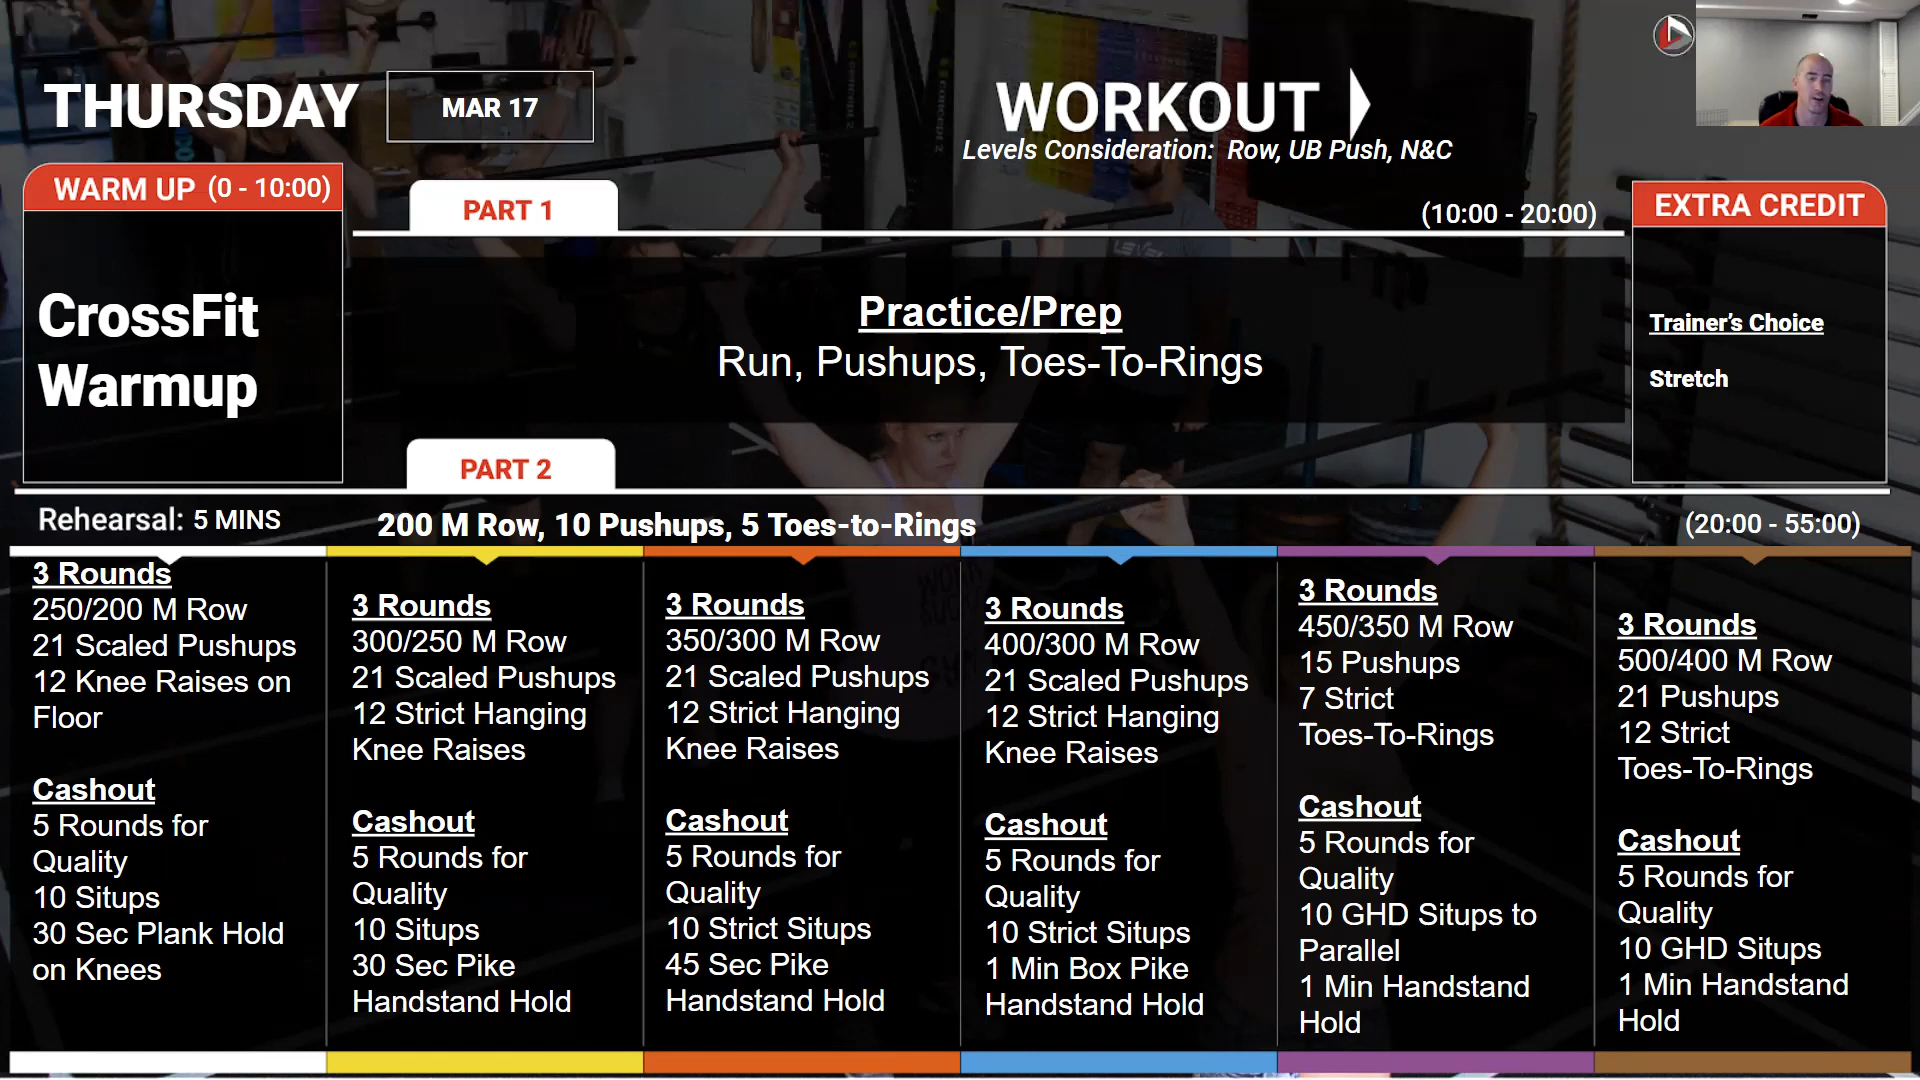 THURSDAY
MAR 17
WORKOUT
Levels Consideration: Row, UB Push, N&C
WARM UP (0 - 10:00)
CrossFit
Warmup
PART 1
(10:00 - 20:00)
Practice/Prep
Run, Pushups, Toes-To-Rings
EXTRA CREDIT
Trainer's Choice
Stretch
PART 2
Rehearsal: 5 MINS
200 M Row, 10 Pushups, 5 Toes-to-Rings
(20:00 - 55:00)
3 Rounds
250/200 M Row
21 Scaled Pushups
12 Knee Raises on
Floor
Cashout
5 Rounds for
Quality
10 Situps
30 Sec Plank Hold
on Knees
3 Rounds
300/250 M Row
21 Scaled Pushups
12 Strict Hanging
Knee Raises
Cashout
5 Rounds for
Quality
10 Situps
30 Sec Pike
Handstand Hold
3 Rounds
350/300 M Row
21 Scaled Pushups
12 Strict Hanging
Knee Raises
Cashout
5 Rounds for
Quality
10 Strict Situps
45 Sec Pike
Handstand Hold
3 Rounds
400/300 M Row
21 Scaled Pushups
12 Strict Hanging
Knee Raises
Cashout
5 Rounds for
Quality
10 Strict Situps
1 Min Box Pike
Handstand Hold
3 Rounds
450/350 M Row
15 Pushups
7 Strict
Toes-To-Rings
Cashout
5 Rounds for
Quality
10 GHD Situps to
Parallel
1 Min Handstand
Hold
3 Rounds
500/400 M Row
21 Pushups
12 Strict
Toes-To-Rings
Cashout
5 Rounds for
Quality
10 GHD Situps
1 Min Handstand
Hold